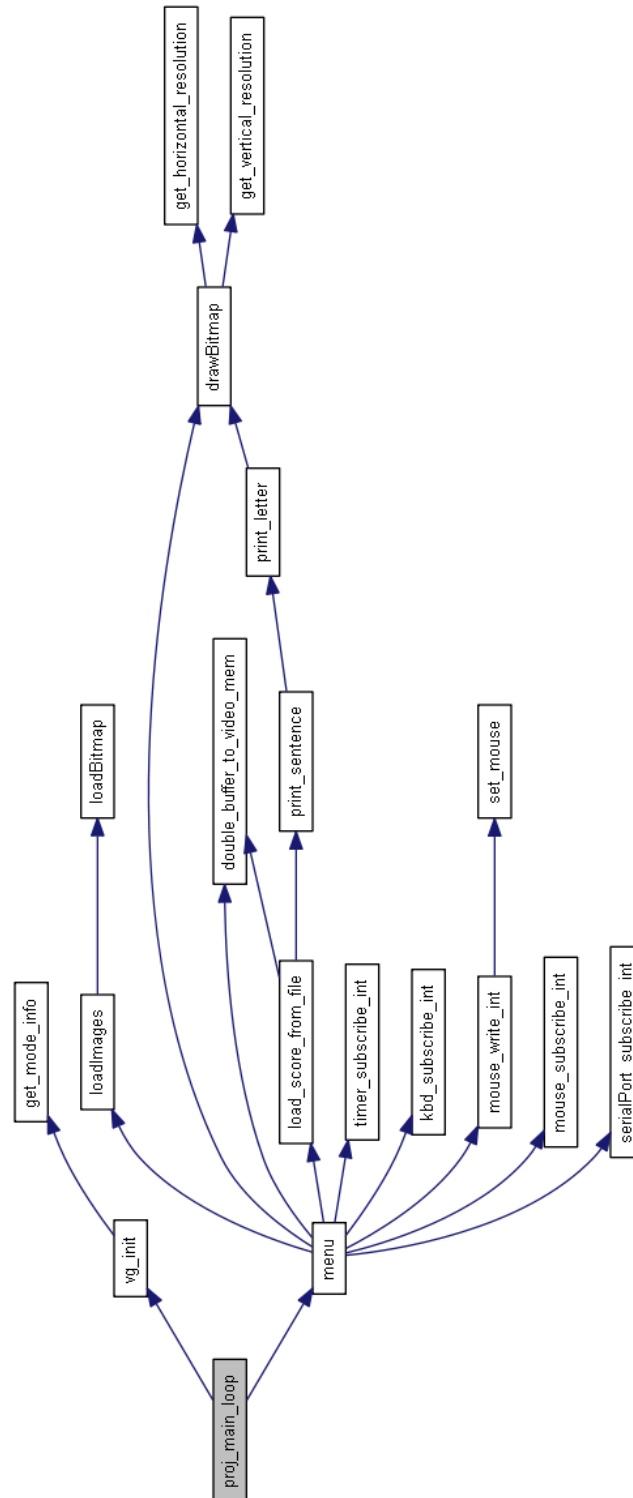 proj_main_loop
vg_init
get_mode_info
menu
loadImages
loadBitmap
drawBitmap
get_horizontal_resolution
get_vertical_resolution
double_buffer_to_video_mem
load_score_from_file
print_sentence
print_letter
timer_subscribe_int
kbd_subscribe_int
mouse_write_int
set_mouse
mouse_subscribe_int
serialPort_subscribe_int